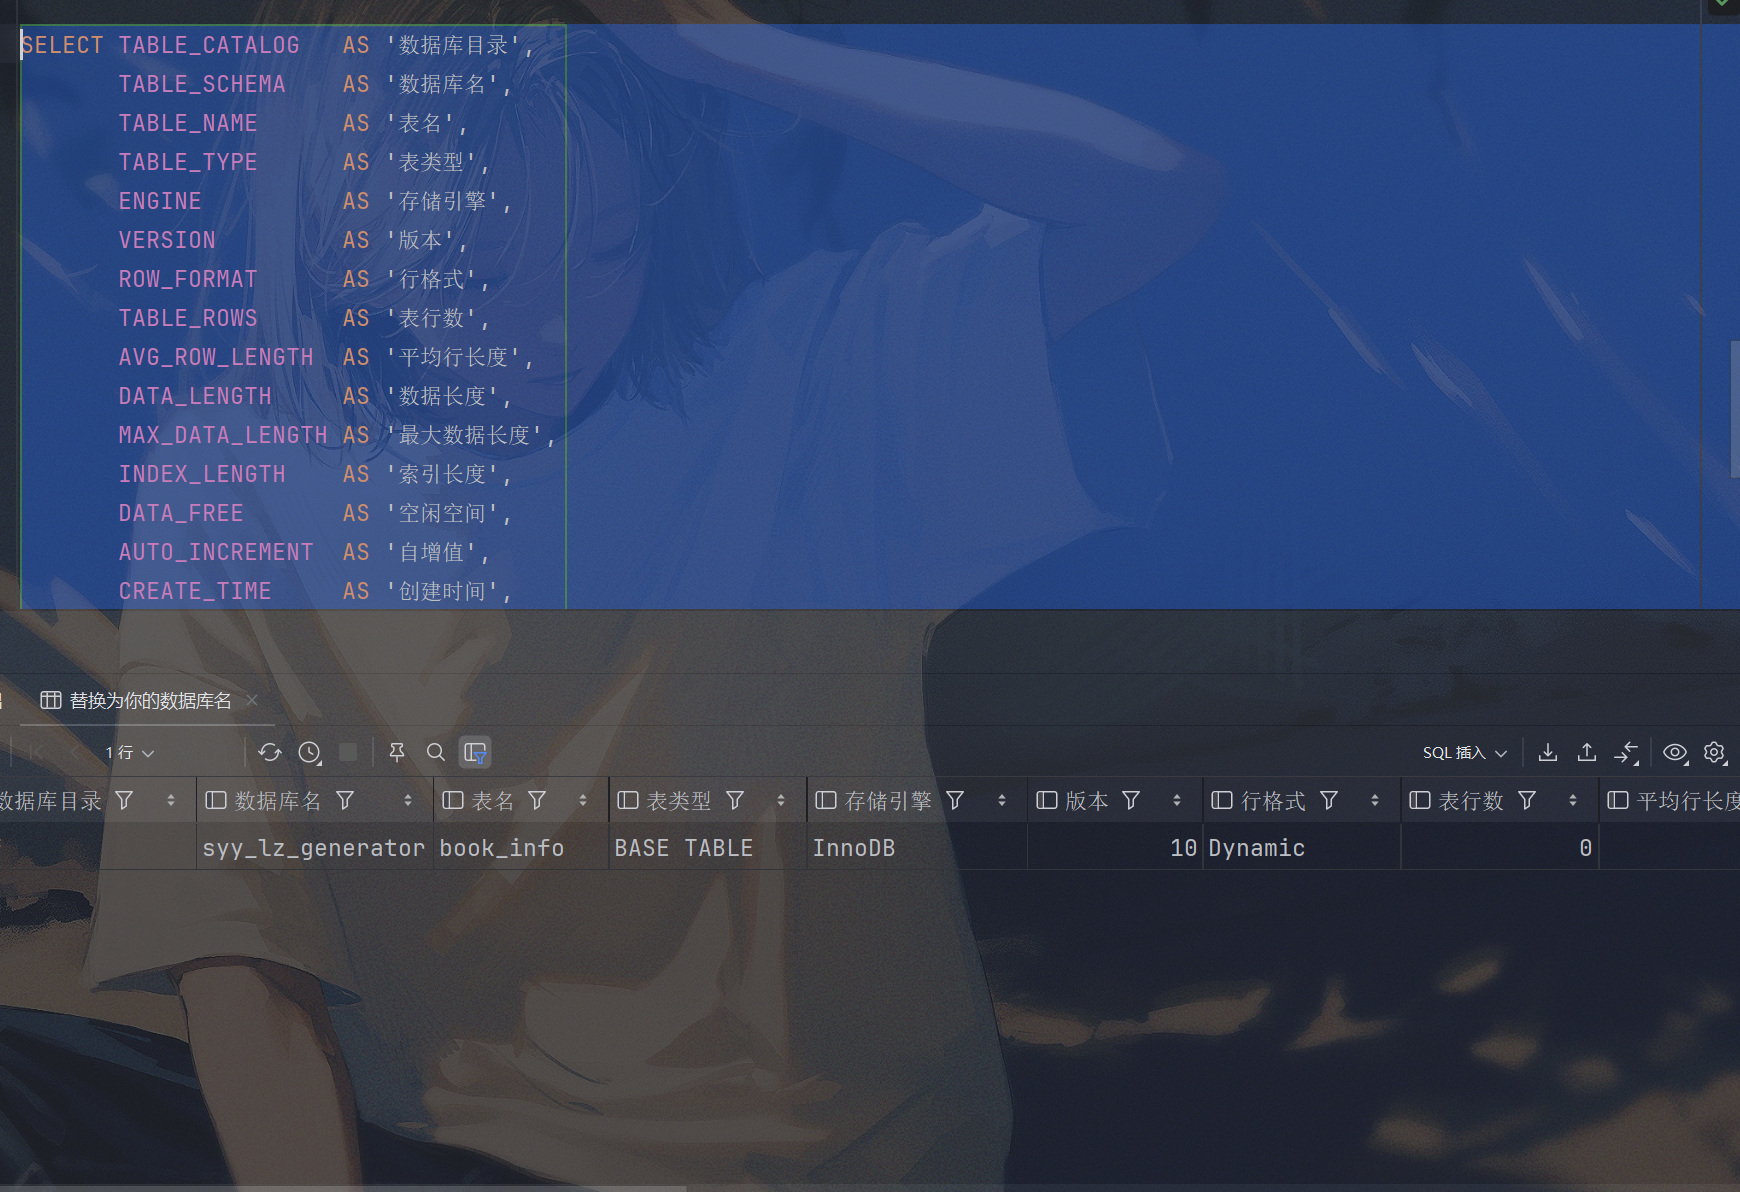 SELECT TABLE_CATALOG AS '数据库目录',
TABLE_SCHEMA AS '数据库名',
TABLE_NAME AS '表名',
TABLE_TYPE AS '表类型',
ENGINE AS '存储引擎',
VERSION AS '版本',
ROW_FORMAT AS '行格式',
TABLE_ROWS AS '表行数',
AVG_ROW_LENGTH AS '平均行长度',
DATA_LENGTH AS '数据长度',
MAX_DATA_LENGTH AS '最大数据长度',
INDEX_LENGTH AS '索引长度',
DATA_FREE AS '空闲空间',
AUTO_INCREMENT AS '自增值',
CREATE_TIME AS '创建时间',
替换为你的数据库名
1 行 SQL 插入
数据库目录 数据库名 表名 表类型 存储引擎 版本 行格式 表行数 平均行长度
syy_lz_generator book_info BASE TABLE InnoDB 10 Dynamic 0